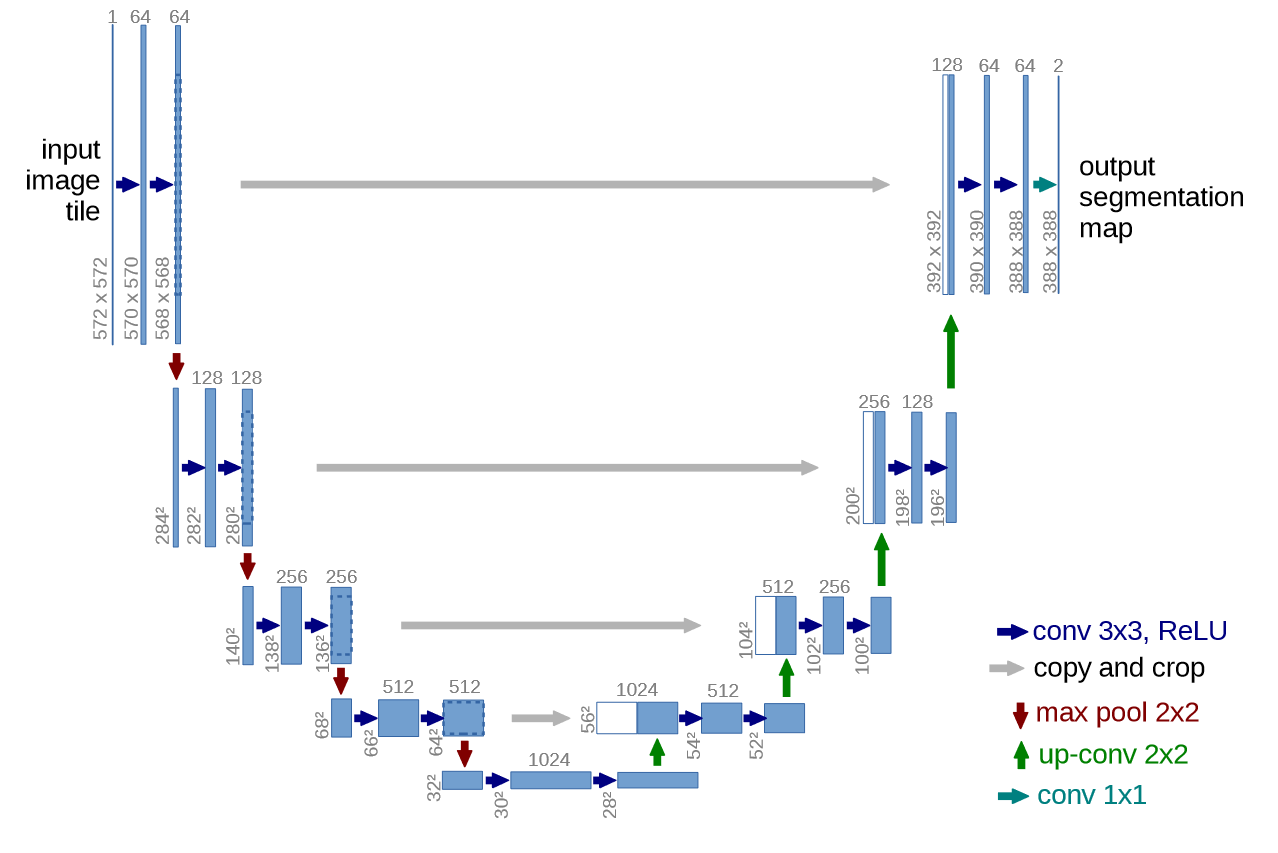 1 64 64
input
image
tile
572 x 572
570 x 570
568 x 568
128 64 64 2
392 x 392
390 x 390
388 x 388
388 x 388
output
segmentation
map
128 128
284²
282²
280²
256 128
200²
198²
196²
256 256
140²
138²
136²
512 256
104²
102²
100²
512 512
68²
66²
64²
1024 512
56²
54²
52²
1024
32²
30²
28²
conv 3x3, ReLU
copy and crop
max pool 2x2
up-conv 2x2
conv 1x1